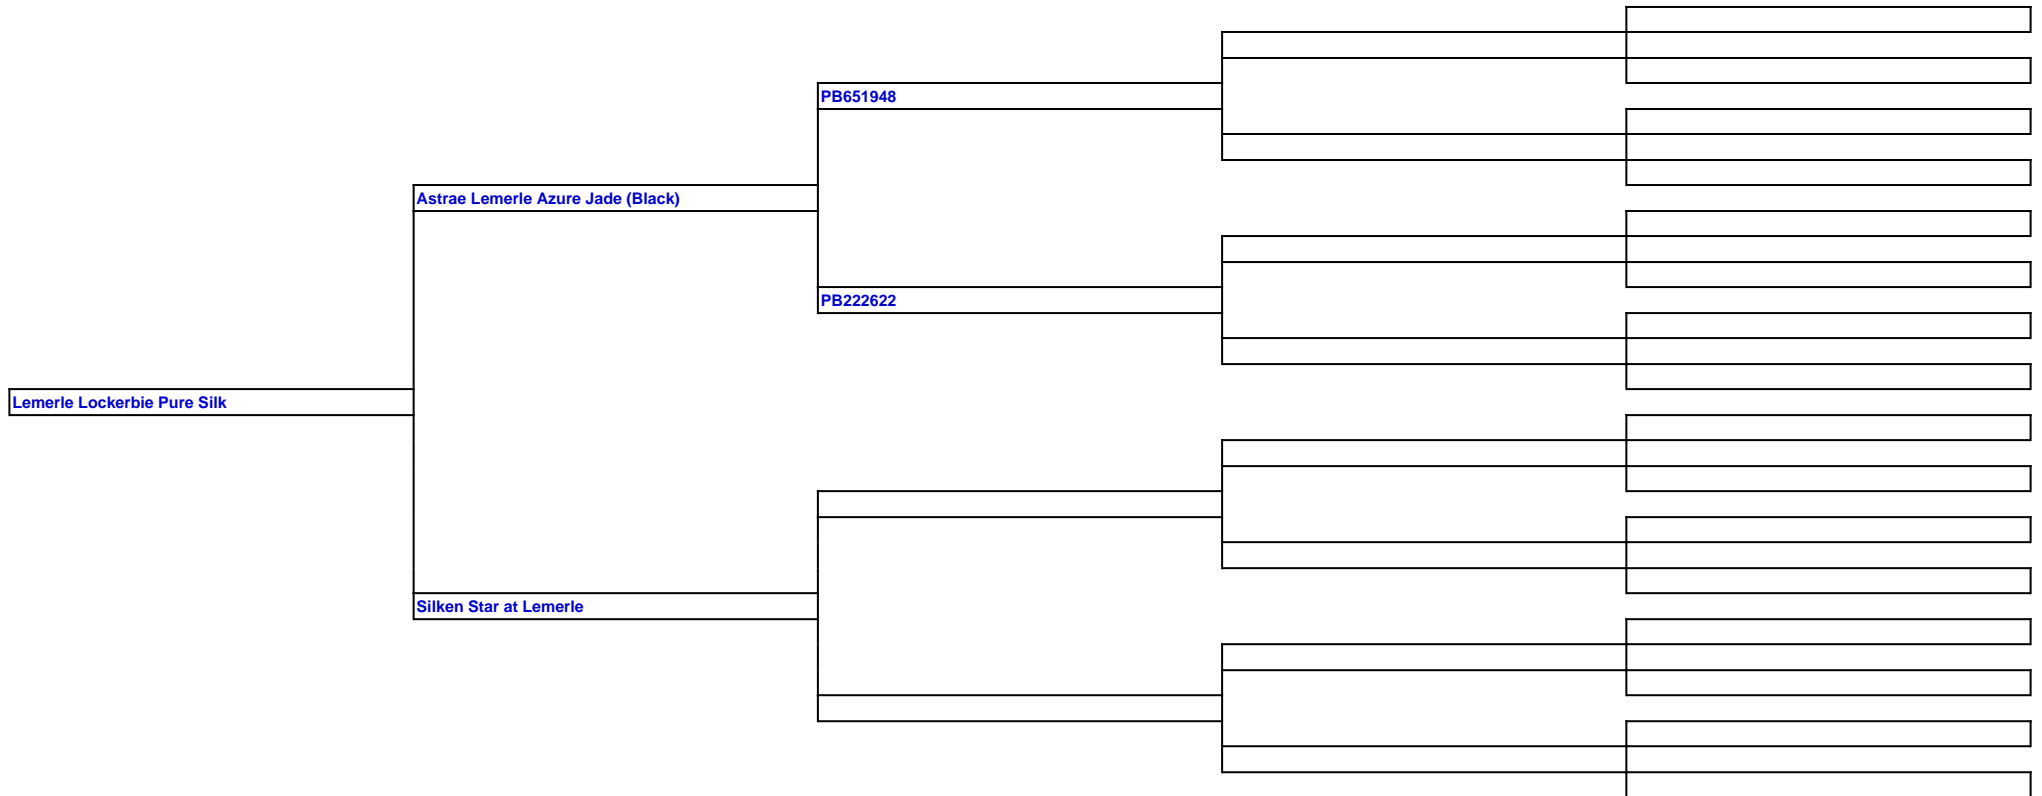 PB651948
Astrae Lemerle Azure Jade (Black)
PB222622
Lemerle Lockerbie Pure Silk
Silken Star at Lemerle